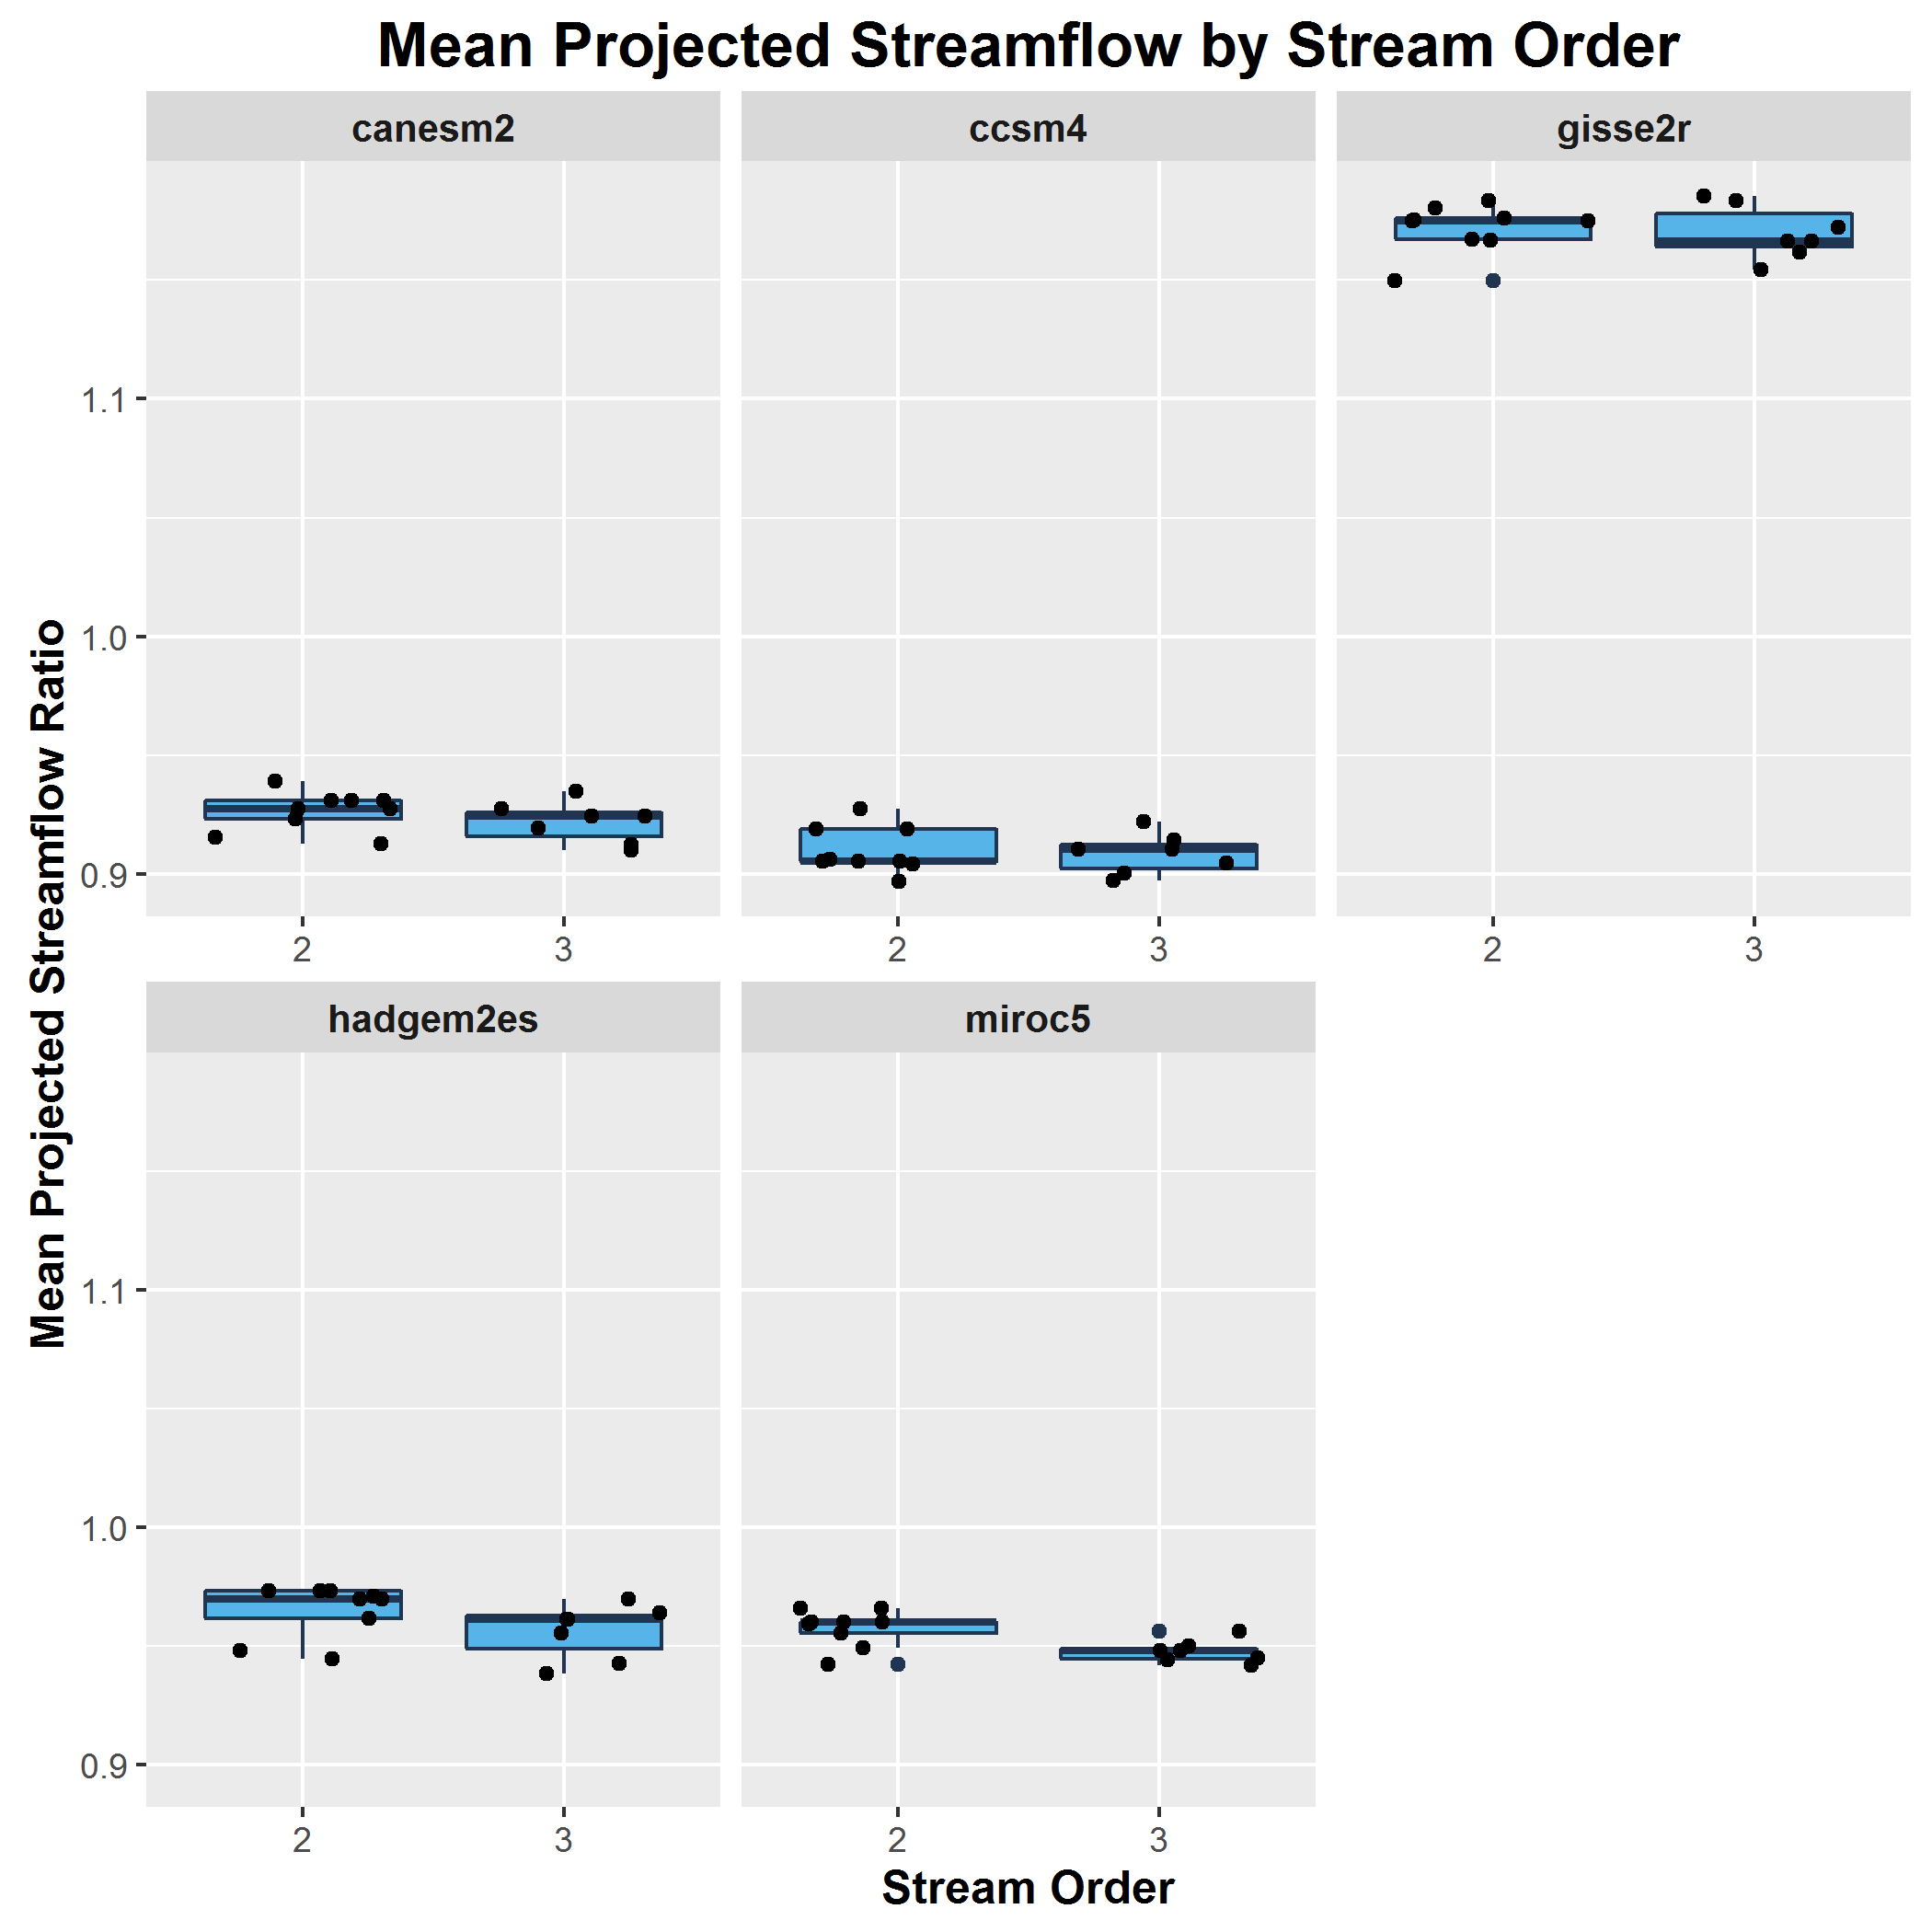 Mean Projected Streamflow by Stream Order
canesm2
ccsm4
gisse2r
1.1
1.0
0.9
2
3
2
3
2
3
Mean Projected Streamflow Ratio
hadgem2es
miroc5
1.1
1.0
0.9
2
3
2
3
Stream Order